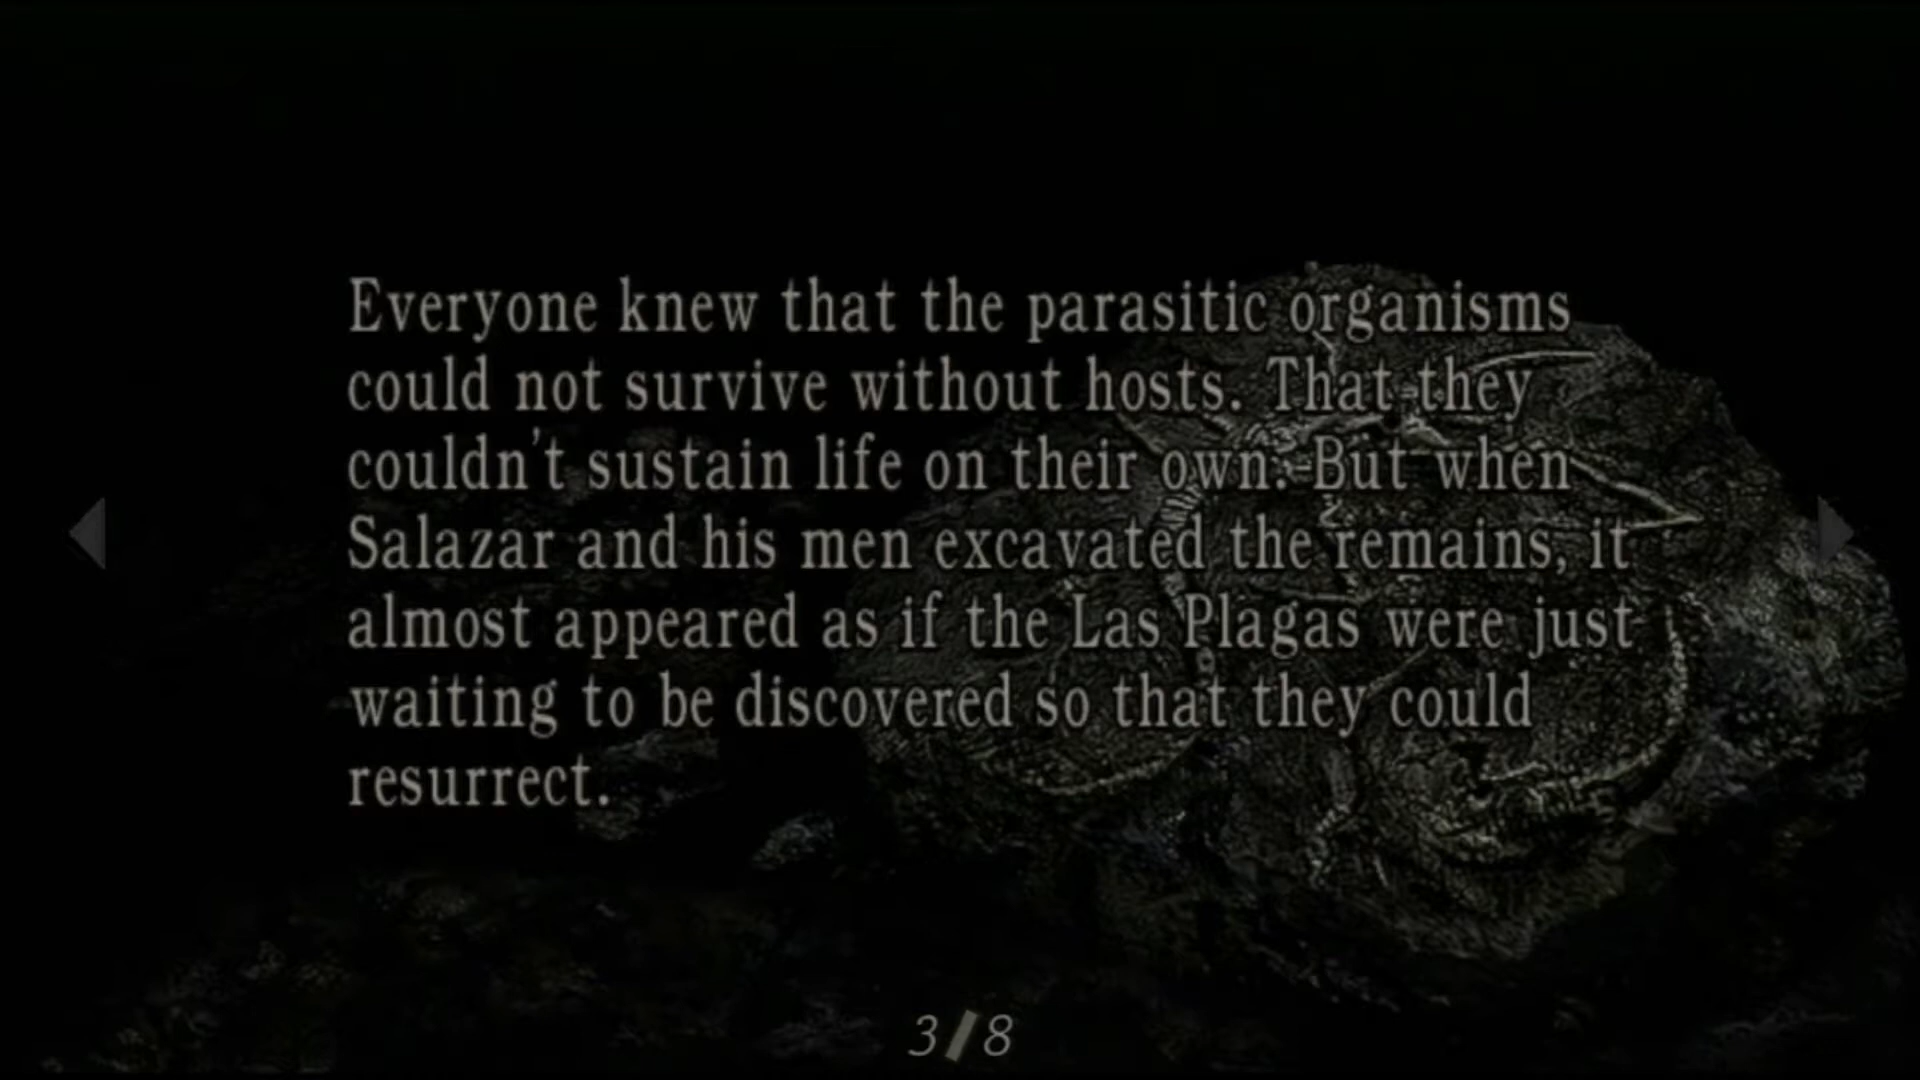 Everyone knew that the parasitic organisms
could not survive without hosts. That they
couldn't sustain life on their own. But when
Salazar and his men excavated the remains, it
almost appeared as if the Las Plagas were just
waiting to be discovered so that they could
resurrect.
3/8